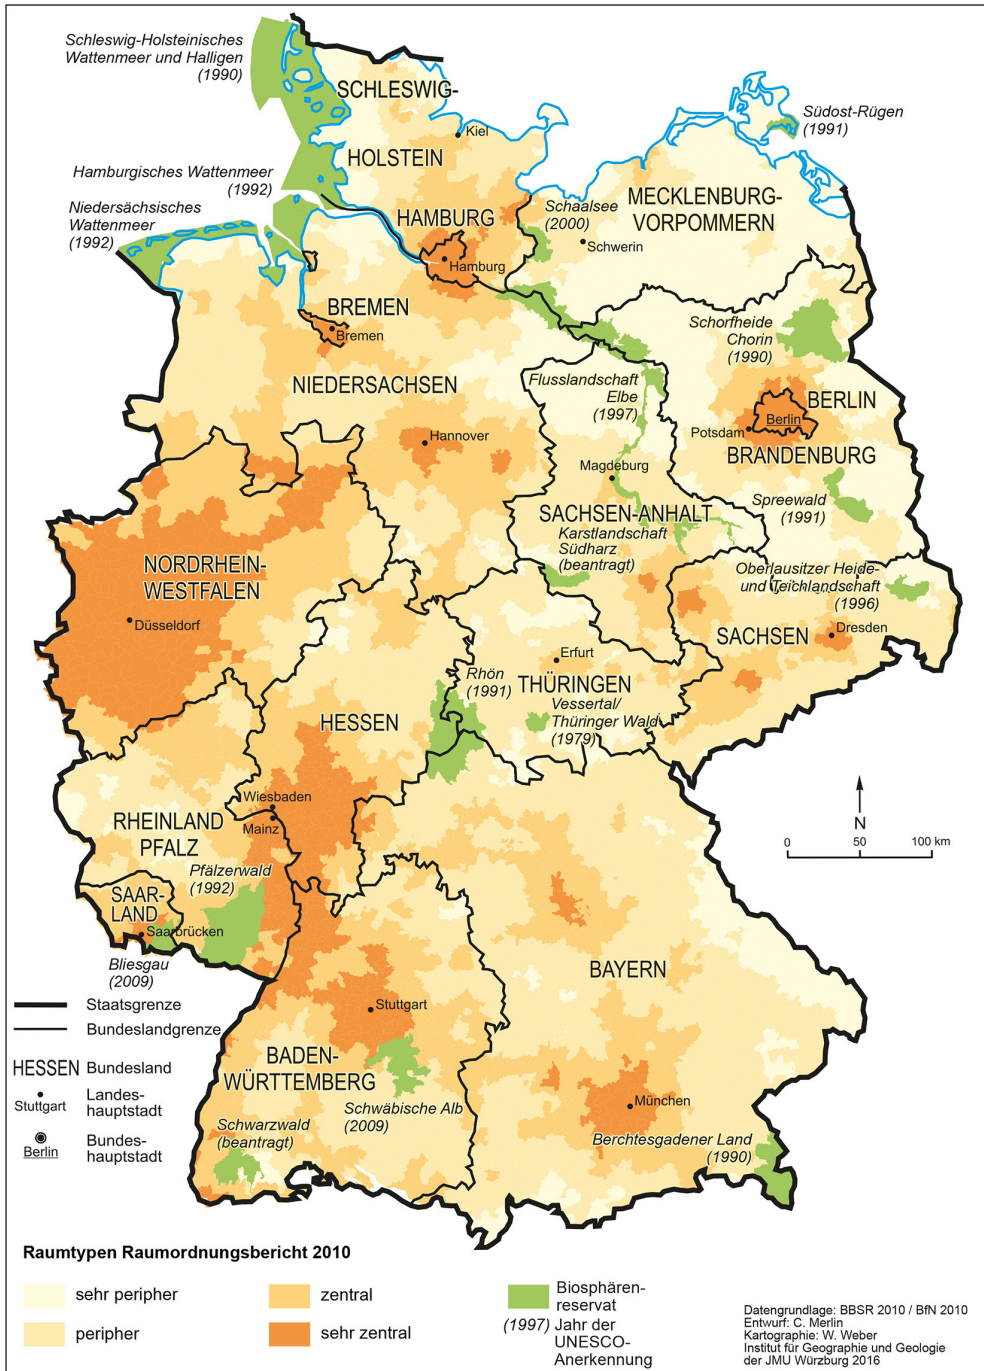 Schleswig-Holsteinisches
Wattenmeer und Halligen
(1990)
SCHLESWIG-
Kiel
HOLSTEIN
Südost-Rügen
(1991)
Hamburgisches Wattenmeer
(1992)
Niedersächsisches
Wattenmeer
(1992)
HAMBURG
Hamburg
Schaalsee
(2000)
Schwerin
MECKLENBURG-
VORPOMMERN
BREMEN
Bremen
Schorfheide
Chorin
(1990)
NIEDERSACHSEN
Flusslandschaft
Elbe
(1997)
BERLIN
Berlin
Potsdam
BRANDENBURG
Hannover
Magdeburg
Spreewald
(1991)
SACHSEN-ANHALT
Karstlandschaft
Südharz
(beantragt)
NORDRHEIN-
WESTFALEN
Düsseldorf
Oberlausitzer Heide-
und Teichlandschaft
(1996)
SACHSEN
Dresden
Erfurt
Rhön
(1991)
THÜRINGEN
Vessertal/
Thüringer Wald
(1979)
HESSEN
Wiesbaden
Mainz
RHEINLAND
PFALZ
Pfälzerwald
(1992)
N
0 50 100 km
SAAR-
LAND
Saarbrücken
Bliesgau
(2009)
BAYERN
Stuttgart
BADEN-
WÜRTTEMBERG
Schwäbische Alb
(2009)
München
Schwarzwald
(beantragt)
Berchtesgadener Land
(1990)
Staatsgrenze
Bundeslandgrenze
HESSEN Bundesland
Stuttgart Landes-
hauptstadt
Berlin Bundes-
hauptstadt
Raumtypen Raumordnungsbericht 2010
sehr peripher
peripher
zentral
sehr zentral
Biosphären-
reservat
(1997) Jahr der
UNESCO-
Anerkennung
Datengrundlage: BBSR 2010 / BfN 2010
Entwurf: C. Merlin
Kartographie: W. Weber
Institut für Geographie und Geologie
der JMU Würzburg 2016